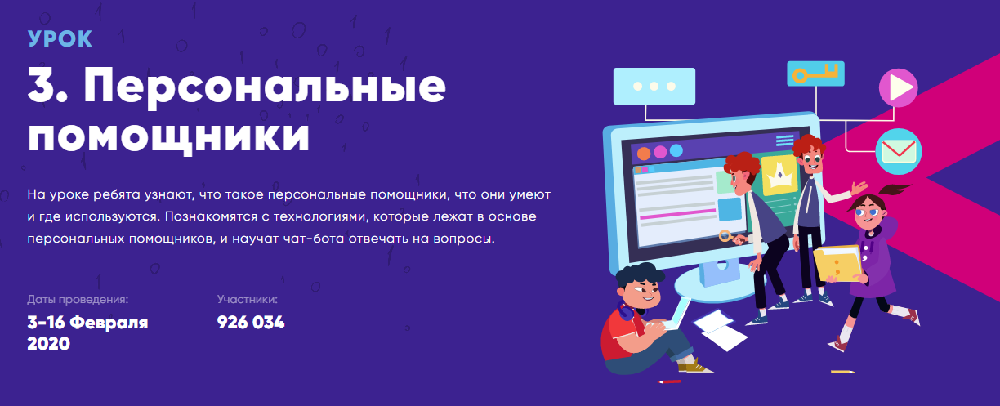 УРОК
3. Персональные
помощники
На уроке ребята узнают, что такое персональные помощники, что они умеют
и где используются. Познакомятся с технологиями, которые лежат в основе
персональных помощников, и научат чат-бота отвечать на вопросы.
Даты проведения:
3-16 Февраля
2020
Участники:
926 034